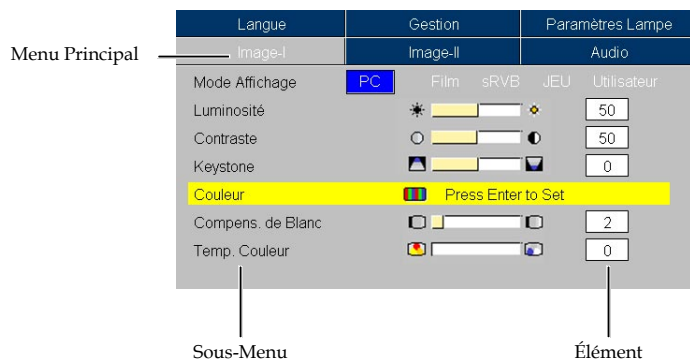 Langue Gestion Paramètres Lampe
Menu Principal Image-I Image-II Audio
Mode Affichage PC Film sRVB JEU Utilisateur
Luminosité 50
Contraste 50
Keystone 0
Couleur Press Enter to Set
Compens. de Blanc 2
Temp. Couleur 0
Sous-Menu Élément